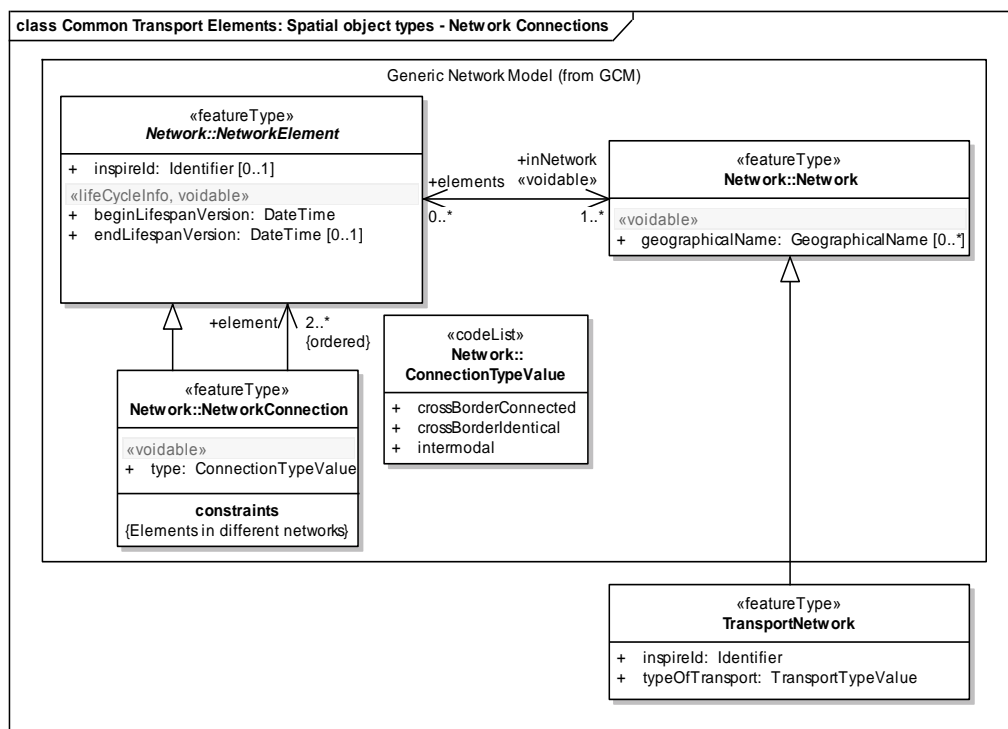 class Common Transport Elements: Spatial object types - Network Connections
Generic Network Model (from GCM)
«featureType»
Network::NetworkElement
+ inspireId: Identifier [0..1]
«lifeCycleInfo, voidable»
+ beginLifespanVersion: DateTime
+ endLifespanVersion: DateTime [0..1]
+inNetwork
«voidable»
+elements
0..*
1..*
«featureType»
Network::Network
«voidable»
+ geographicalName: GeographicalName [0..*]
+element
2..*
{ordered}
«codeList»
Network::
ConnectionTypeValue
+ crossBorderConnected
+ crossBorderIdentical
+ intermodal
«featureType»
Network::NetworkConnection
«voidable»
+ type: ConnectionTypeValue
constraints
{Elements in different networks}
«featureType»
TransportNetwork
+ inspireId: Identifier
+ typeOfTransport: TransportTypeValue